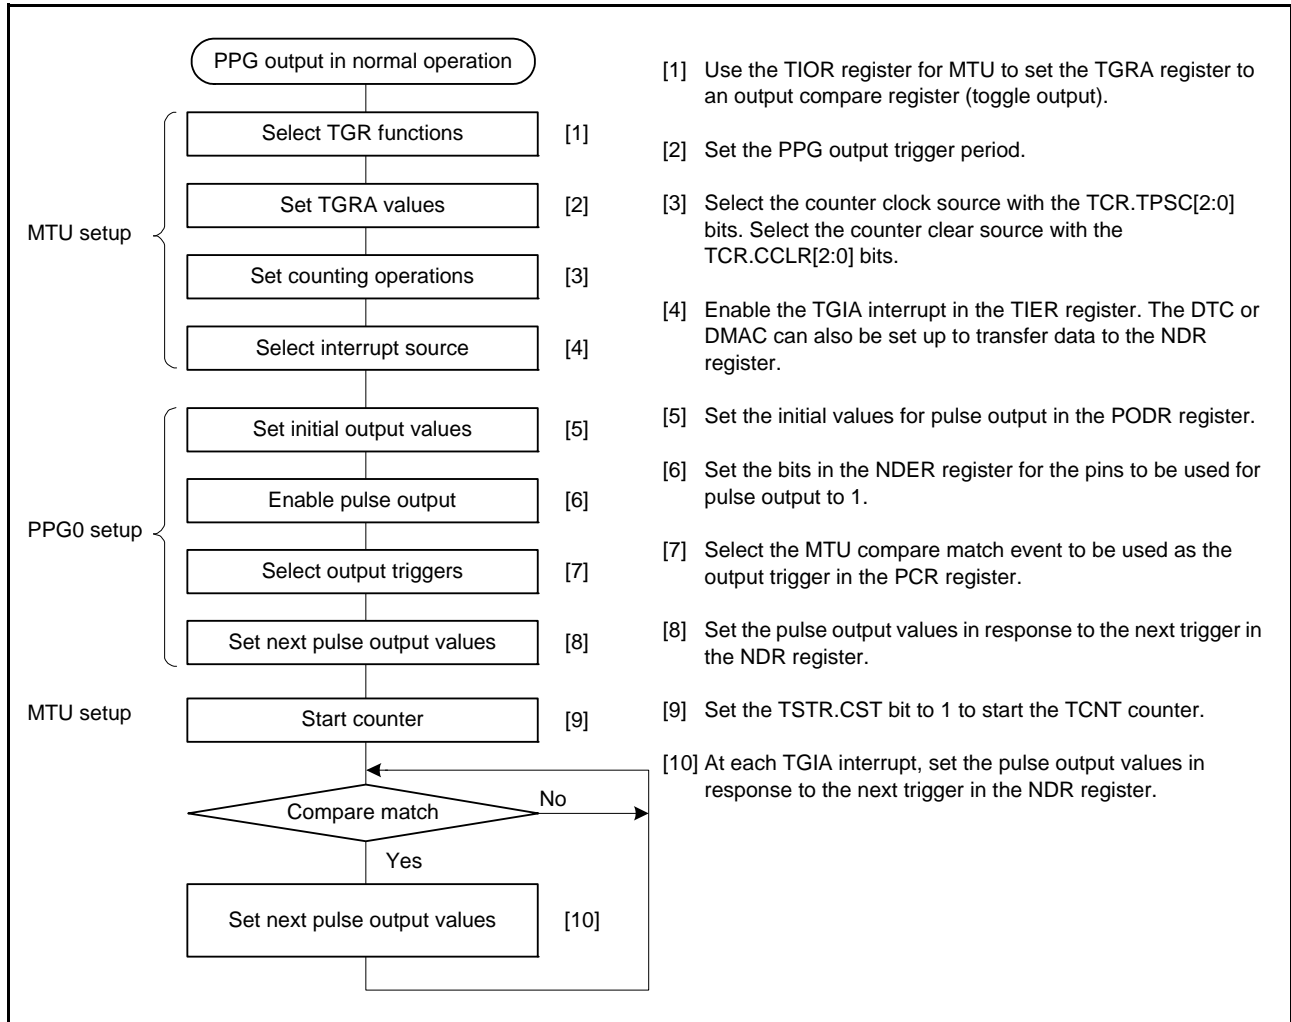 PPG output in normal operation
MTU setup
Select TGR functions [1]
Set TGRA values [2]
Set counting operations [3]
Select interrupt source [4]
PPG0 setup
Set initial output values [5]
Enable pulse output [6]
Select output triggers [7]
Set next pulse output values [8]
MTU setup
Start counter [9]
Compare match
No
Yes
Set next pulse output values [10]
[1] Use the TIOR register for MTU to set the TGRA register to
an output compare register (toggle output).
[2] Set the PPG output trigger period.
[3] Select the counter clock source with the TCR.TPSC[2:0]
bits. Select the counter clear source with the
TCR.CCLR[2:0] bits.
[4] Enable the TGIA interrupt in the TIER register. The DTC or
DMAC can also be set up to transfer data to the NDR
register.
[5] Set the initial values for pulse output in the PODR register.
[6] Set the bits in the NDER register for the pins to be used for
pulse output to 1.
[7] Select the MTU compare match event to be used as the
output trigger in the PCR register.
[8] Set the pulse output values in response to the next trigger in
the NDR register.
[9] Set the TSTR.CST bit to 1 to start the TCNT counter.
[10] At each TGIA interrupt, set the pulse output values in
response to the next trigger in the NDR register.